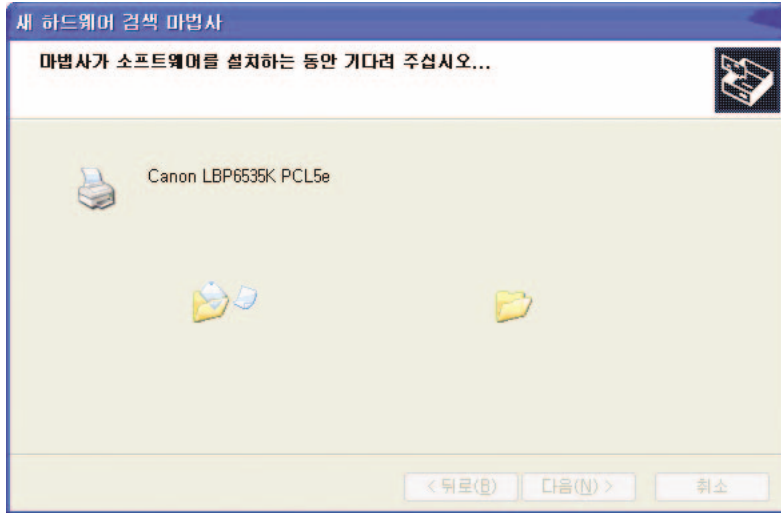 새 하드웨어 검색 마법사
마법사가 소프트웨어를 설치하는 동안 기다려 주십시오...
Canon LBP6535K PCL5e
< 뒤로(B) 다음(N) > 취소